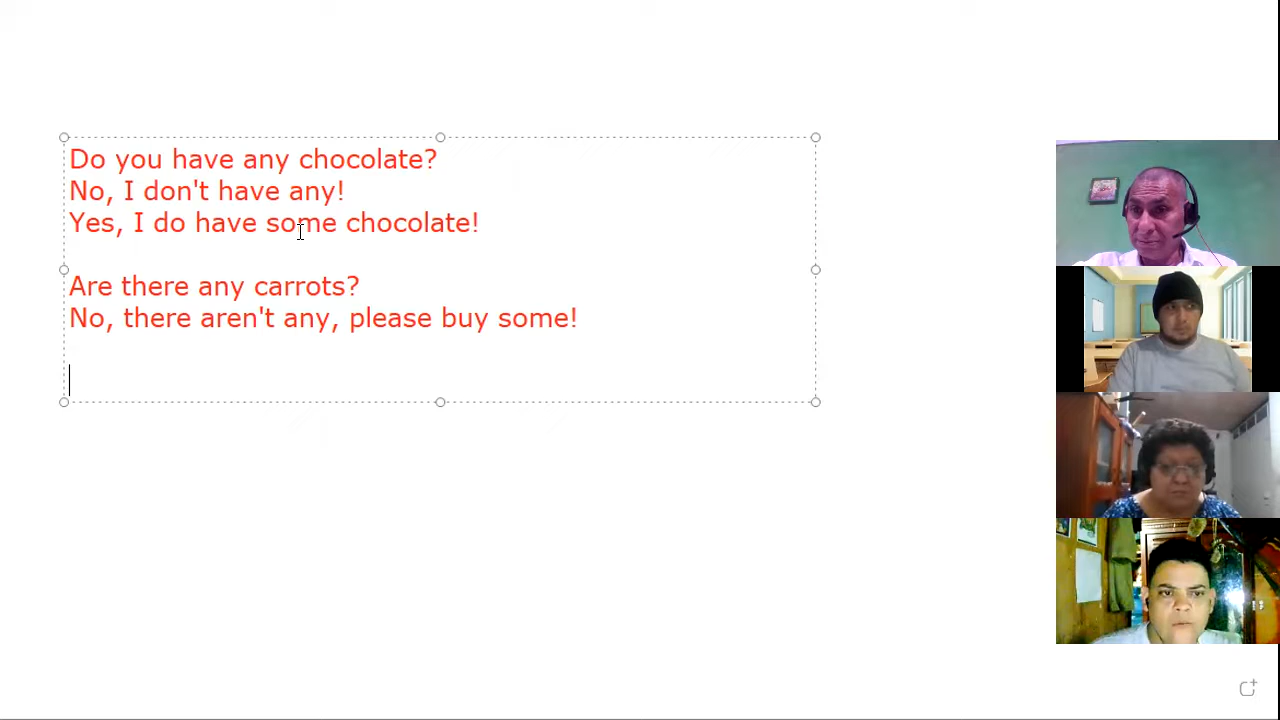 Do you have any chocolate?
No, I don't have any!
Yes, I do have some chocolate!
Are there any carrots?
No, there aren't any, please buy some!